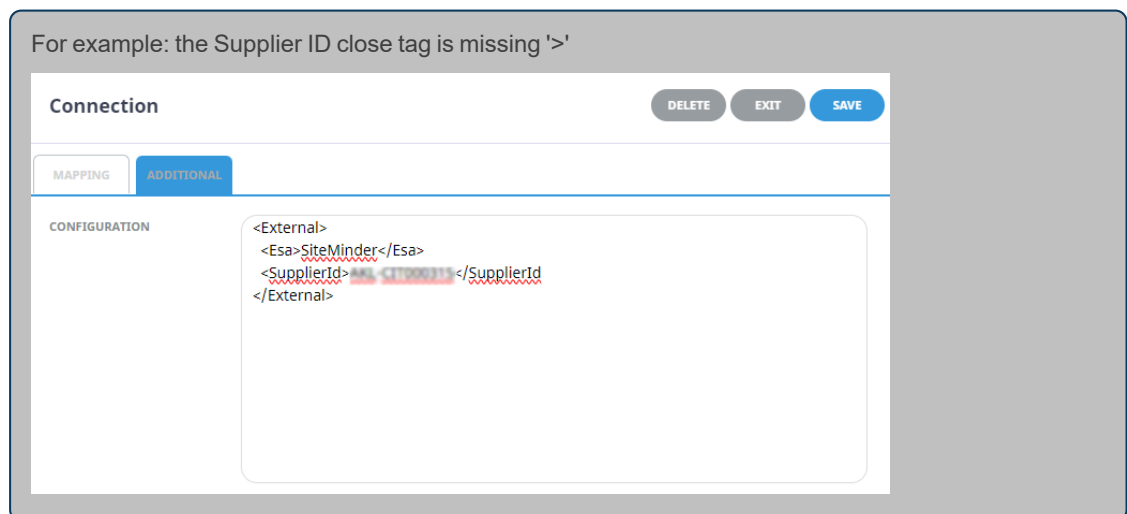 For example: the Supplier ID close tag is missing '>'
Connection
DELETE EXIT SAVE
MAPPING ADDITIONAL
CONFIGURATION
<External>
<Esa>SiteMinder</Esa>
<SupplierId></SupplierId
</External>